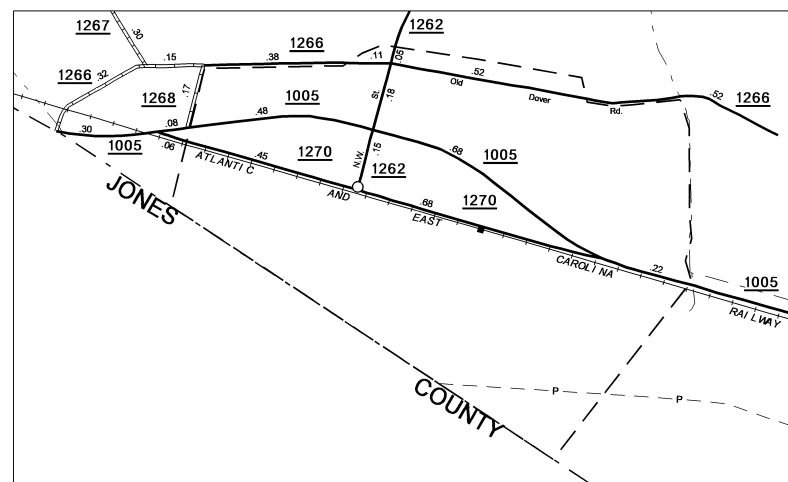 1267
.30
1262
1266
.05
.11
.15
.38
1266
.32
.52
Old
Dover
Rd.
.52
1266
1268
.17
1005
St.
.18
.48
.08
.30
1005
.06
ATLANTIC
.45
1270
N.W.
.15
1262
.68
1005
JONES
AND
.68
1270
EAST
CAROLINA
.22
1005
RAILWAY
COUNTY
P
P